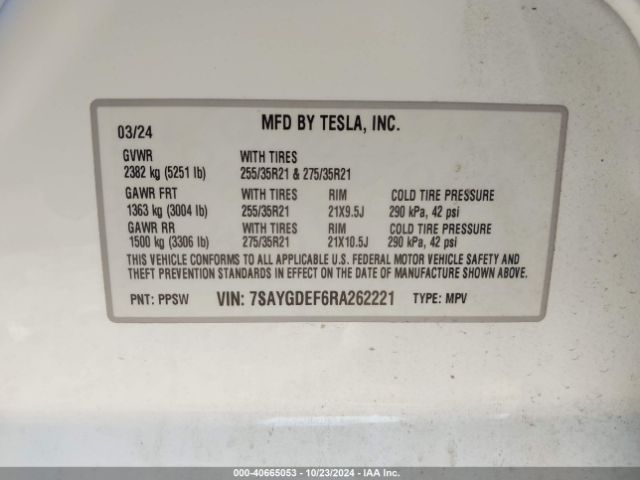 MFD BY TESLA, INC.
03/24
GVWR WITH TIRES
2382 kg (5251 lb) 255/35R21 & 275/35R21
GAWR FRT WITH TIRES RIM COLD TIRE PRESSURE
1363 kg (3004 lb) 255/35R21 21X9.5J 290 kPa, 42 psi
GAWR RR WITH TIRES RIM COLD TIRE PRESSURE
1500 kg (3306 lb) 275/35R21 21X10.5J 290 kPa, 42 psi
THIS VEHICLE CONFORMS TO ALL APPLICABLE U.S. FEDERAL MOTOR VEHICLE SAFETY AND
THEFT PREVENTION STANDARDS IN EFFECT ON THE DATE OF MANUFACTURE SHOWN ABOVE.
PNT: PPSW VIN: 7SAYGDEF6RA262221 TYPE: MPV
000-40665053 - 10/23/2024 - IAA Inc.